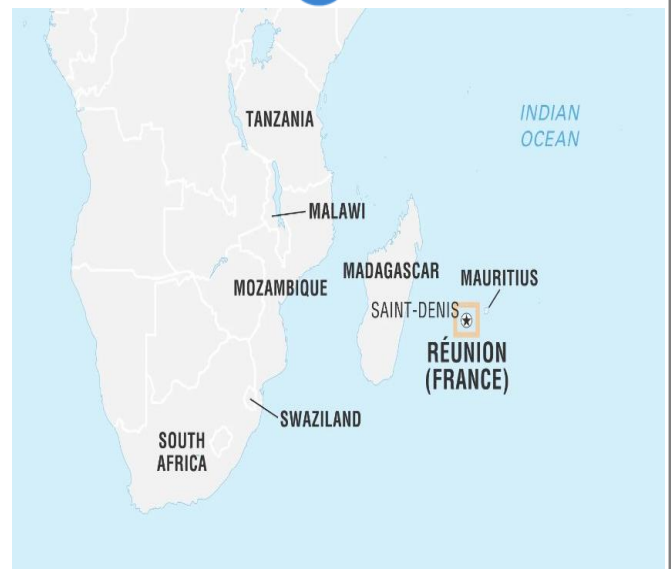 TANZANIA
INDIAN
OCEAN
MALAWI
MADAGASCAR
MAURITIUS
MOZAMBIQUE
SAINT-DENIS
RÉUNION
(FRANCE)
SWAZILAND
SOUTH
AFRICA